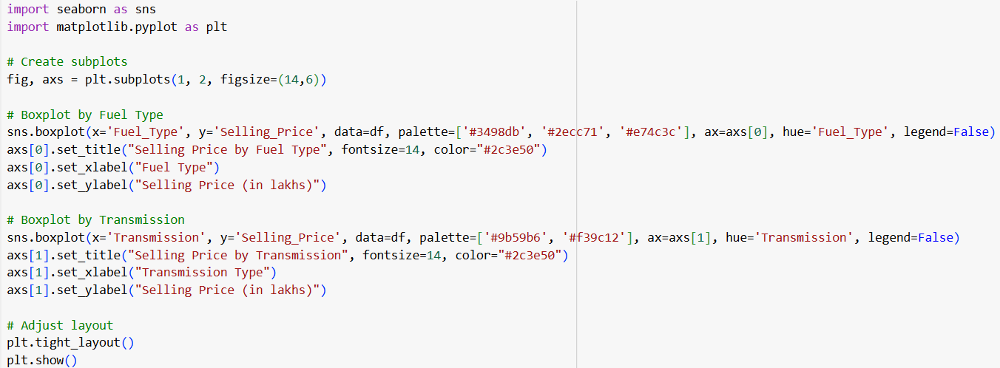 import seaborn as sns
import matplotlib.pyplot as plt
# Create subplots
fig, axs = plt.subplots(1, 2, figsize=(14,6))
# Boxplot by Fuel Type
sns.boxplot(x='Fuel_Type', y='Selling_Price', data=df, palette=['#3498db', '#2ecc71', '#e74c3c'], ax=axs[0], hue='Fuel_Type', legend=False)
axs[0].set_title("Selling Price by Fuel Type", fontsize=14, color="#2c3e50")
axs[0].set_xlabel("Fuel Type")
axs[0].set_ylabel("Selling Price (in lakhs)")
# Boxplot by Transmission
sns.boxplot(x='Transmission', y='Selling_Price', data=df, palette=['#9b59b6', '#f39c12'], ax=axs[1], hue='Transmission', legend=False)
axs[1].set_title("Selling Price by Transmission", fontsize=14, color="#2c3e50")
axs[1].set_xlabel("Transmission Type")
axs[1].set_ylabel("Selling Price (in lakhs)")
# Adjust layout
plt.tight_layout()
plt.show()